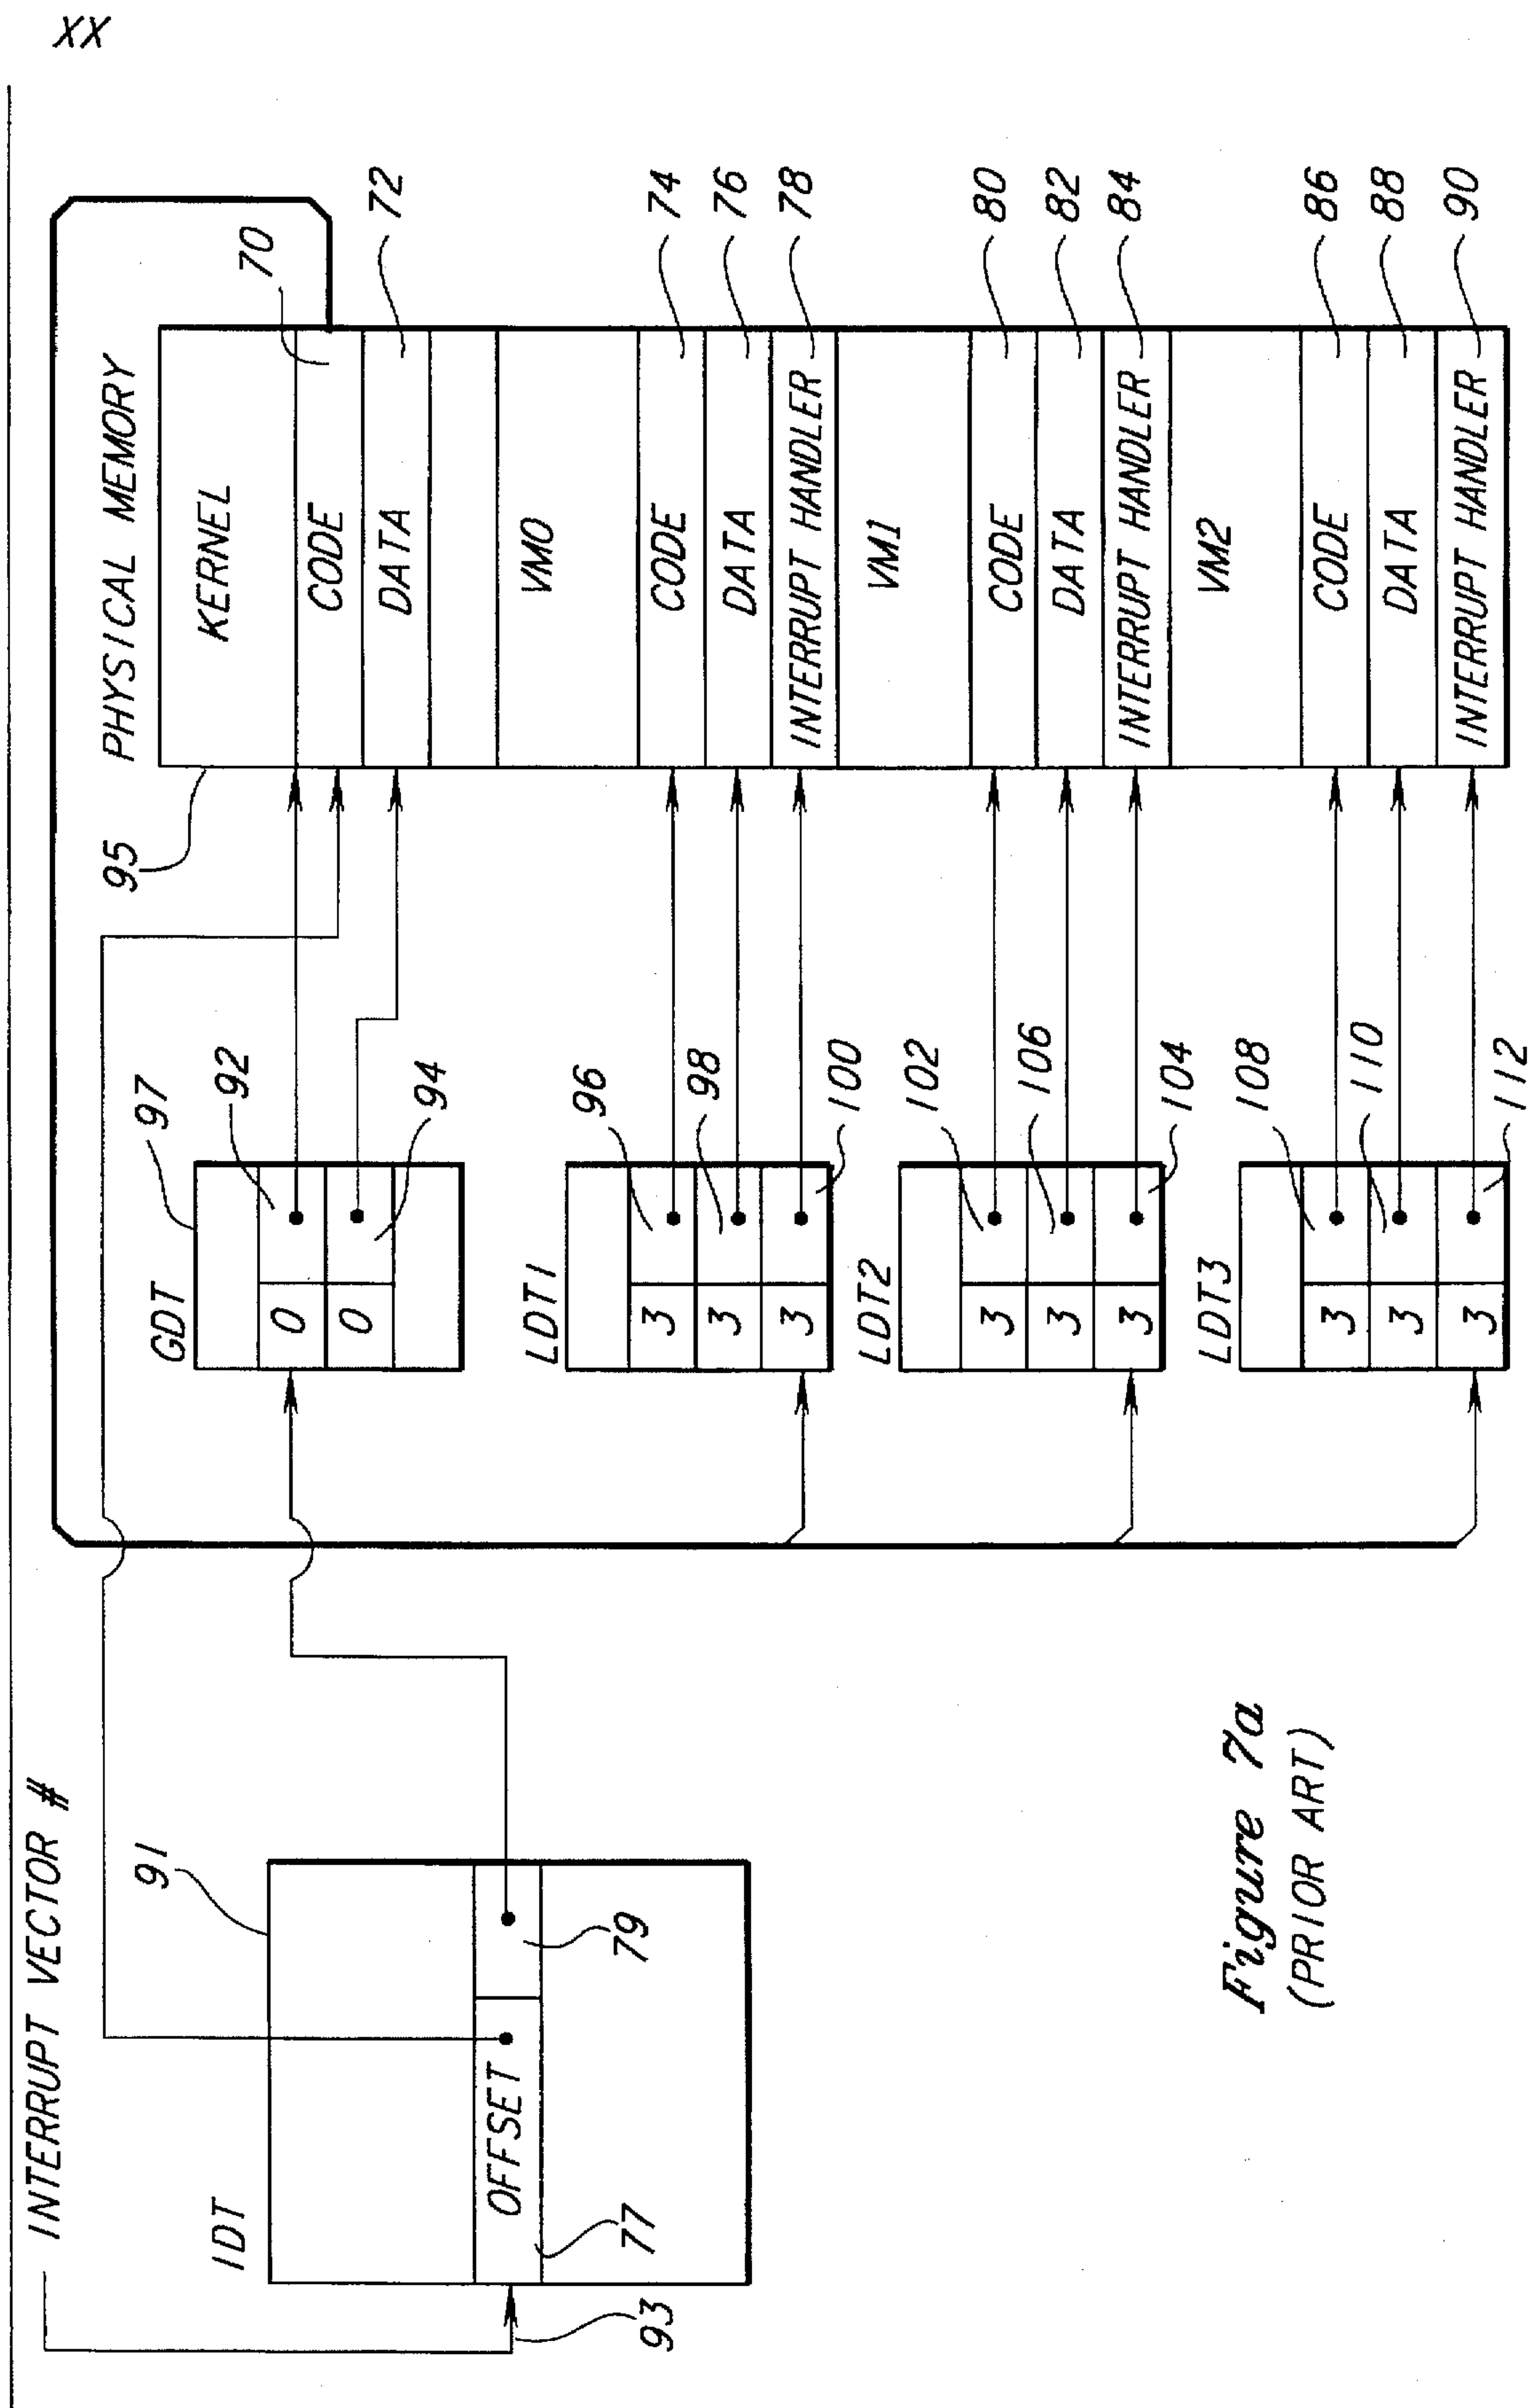 XX
INTERRUPT VECTOR #
IDT
91
OFFSET
77
79
93
GDT
97
0
92
0
94
LDT1
3
96
3
98
3
100
LDT2
3
102
3
106
3
104
LDT3
3
108
3
110
3
112
95
PHYSICAL MEMORY
KERNEL
70
CODE
DATA
72
VM0
CODE
74
DATA
76
INTERRUPT HANDLER
78
VM1
CODE
80
DATA
82
INTERRUPT HANDLER
84
VM2
CODE
86
DATA
88
INTERRUPT HANDLER
90
Figure 7a
(PRIOR ART)